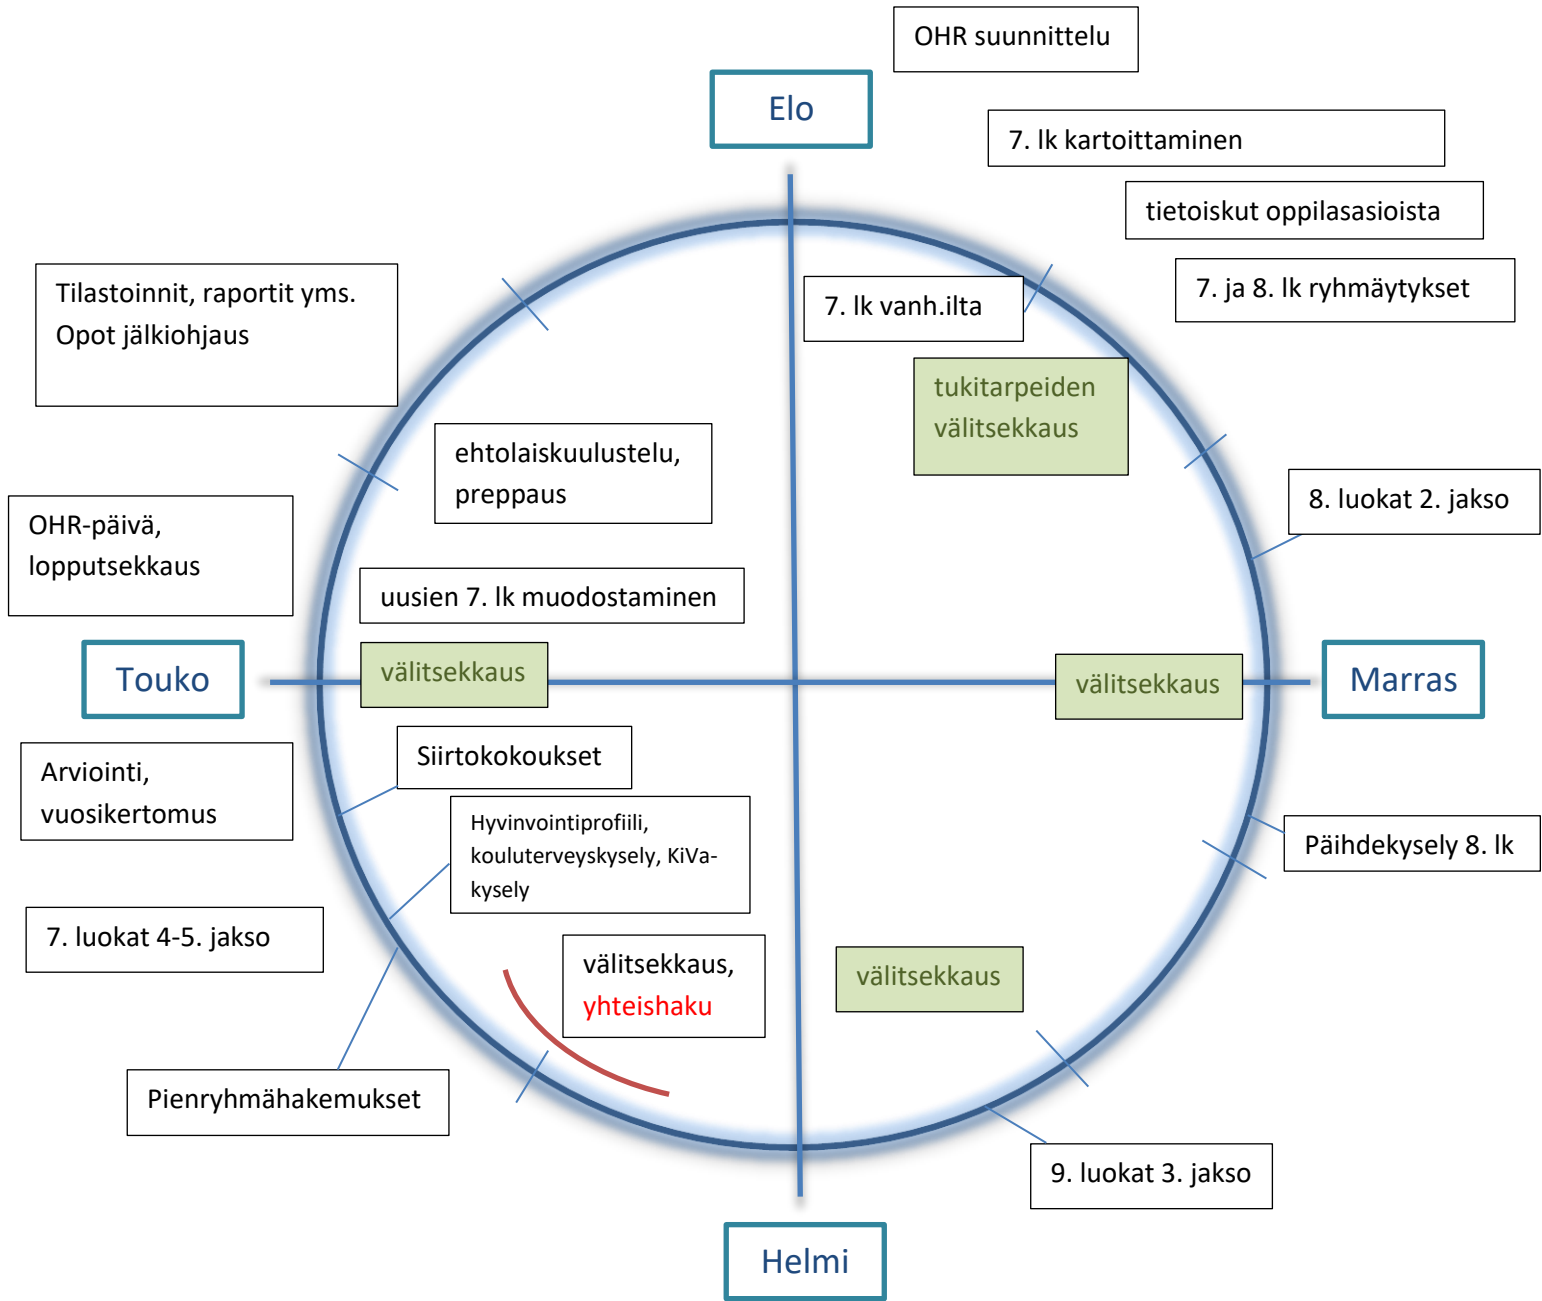 OHR suunnittelu
Elo
7. lk kartoittaminen
tietoiskut oppilasasioista
7. ja 8. lk ryhmäytykset
7. lk vanh.ilta
Tilastoinnit, raportit yms.
Opot jälkiohjaus
tukitarpeiden
välitsekkaus
ehtolaiskuulustelu,
preppaus
8. luokat 2. jakso
OHR-päivä,
lopputsekkaus
uusien 7. lk muodostaminen
Touko
välitsekkaus
välitsekkaus
Marras
Siirtokokoukset
Arviointi,
vuosikertomus
Hyvinvointiprofiili,
kouluterveyskysely, KiVa-
kysely
Päihdekysely 8. lk
7. luokat 4-5. jakso
välitsekkaus,
yhteishaku
välitsekkaus
Pienryhmähakemukset
9. luokat 3. jakso
Helmi